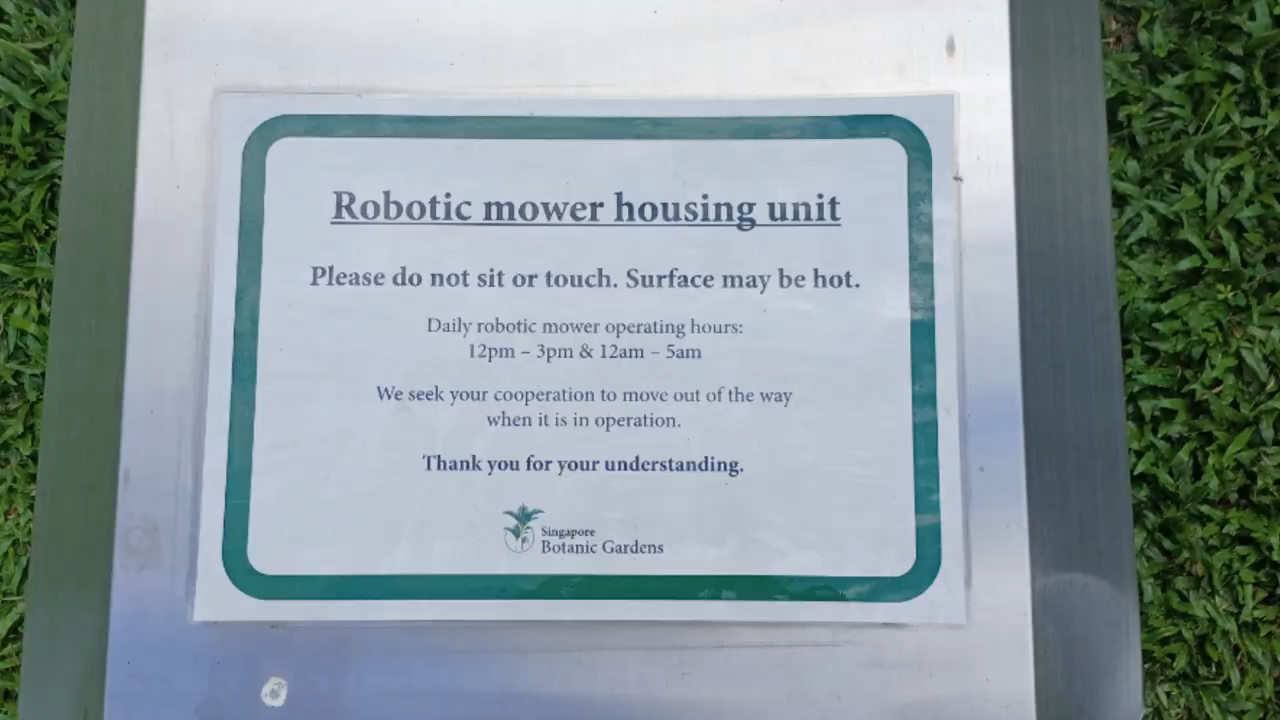 Robotic mower housing unit
Please do not sit or touch. Surface may be hot.
Daily robotic mower operating hours:
12pm – 3pm & 12am – 5am
We seek your cooperation to move out of the way
when it is in operation.
Thank you for your understanding.
Singapore
Botanic Gardens